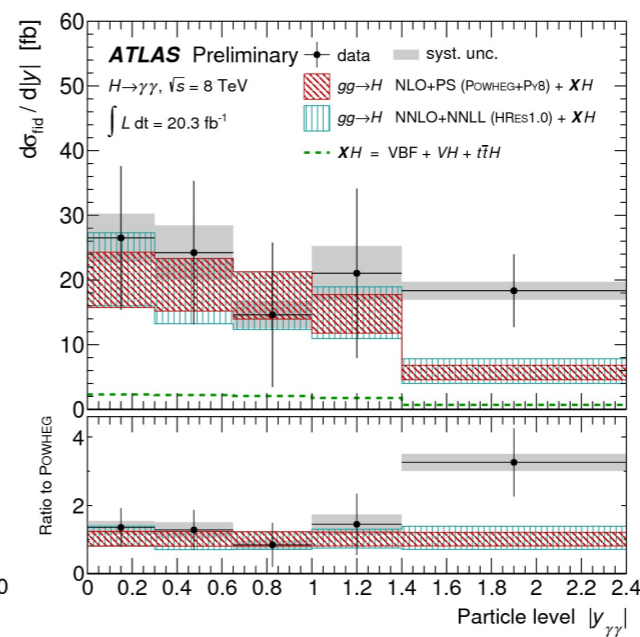 dσfid / d|y| [fb]
60
50
40
30
20
10
0
ATLAS Preliminary
data
syst. unc.
H→γγ, √s = 8 TeV
gg→H NLO+PS (POWHEG+PY8) + XH
∫ L dt = 20.3 fb⁻¹
gg→H NNLO+NNLL (HRES1.0) + XH
XH = VBF + VH + tt̄H
Ratio to POWHEG
4
2
0
0
0 0.2 0.4 0.6 0.8 1 1.2 1.4 1.6 1.8 2 2.2 2.4
Particle level |yγγ|